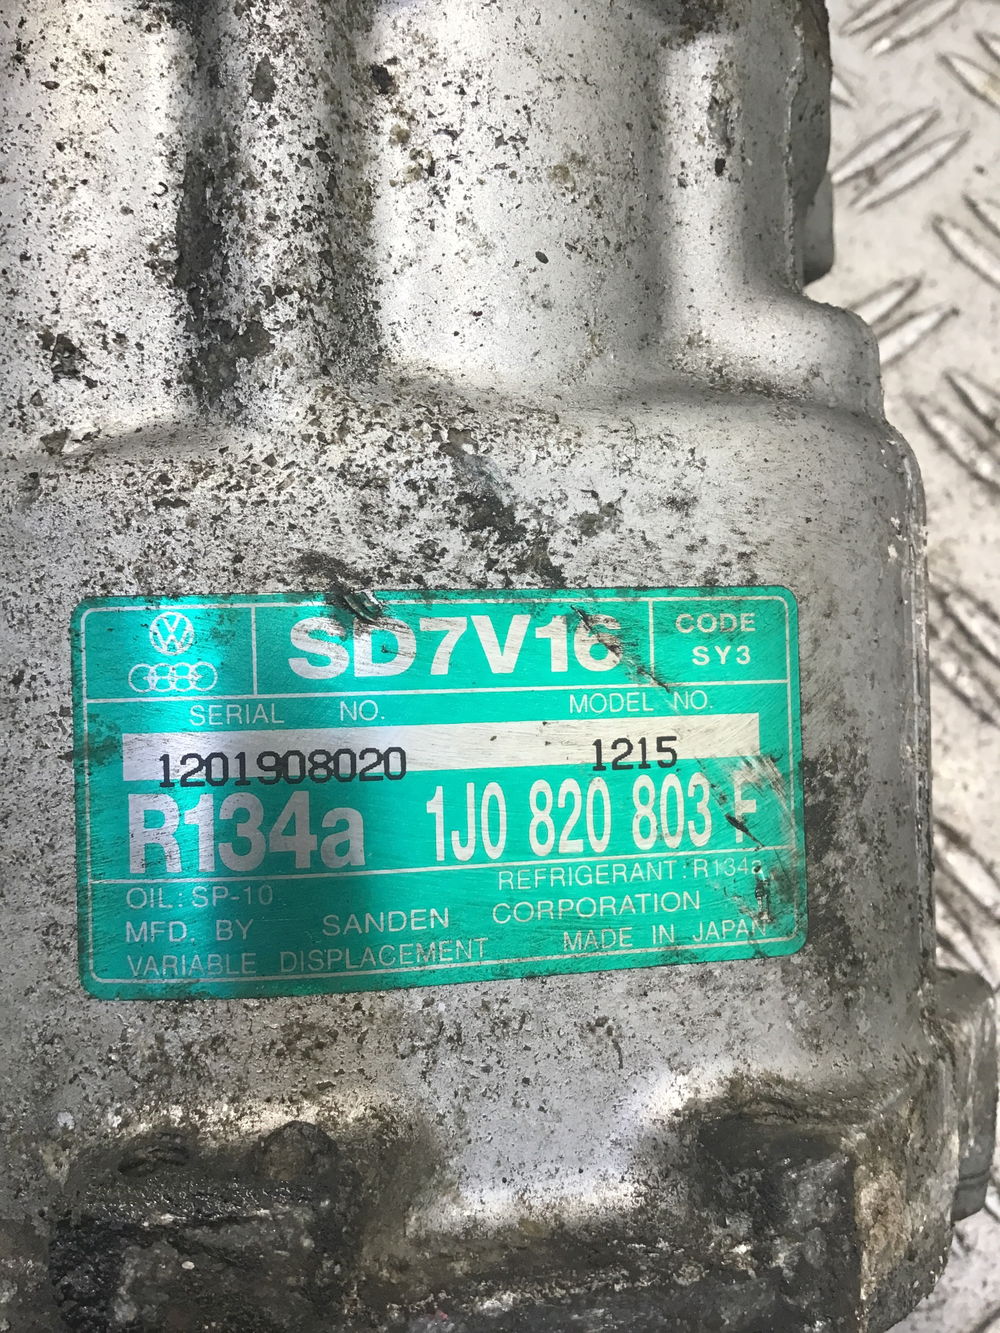 SD7V16
CODE
SY3
SERIAL NO. MODEL NO.
1201908020 1215
R134a 1J0 820 803 F
OIL: SP-10 REFRIGERANT: R134a
MFD. BY SANDEN CORPORATION
VARIABLE DISPLACEMENT MADE IN JAPAN